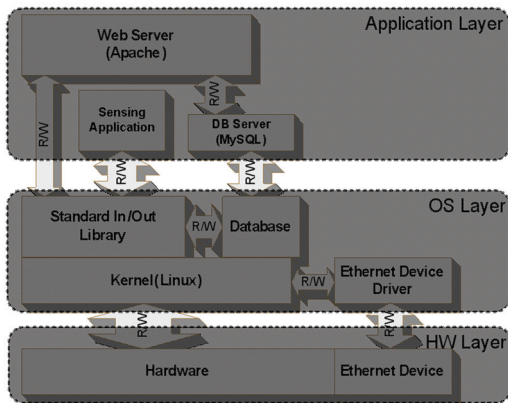 Application Layer
Web Server
(Apache)
R/W
R/W
Sensing
Application
DB Server
(MySQL)
R/W
R/W
OS Layer
Standard In/Out
Library
R/W
Database
Kernel(Linux)
R/W
Ethernet Device
Driver
R/W
R/W
HW Layer
Hardware
Ethernet Device